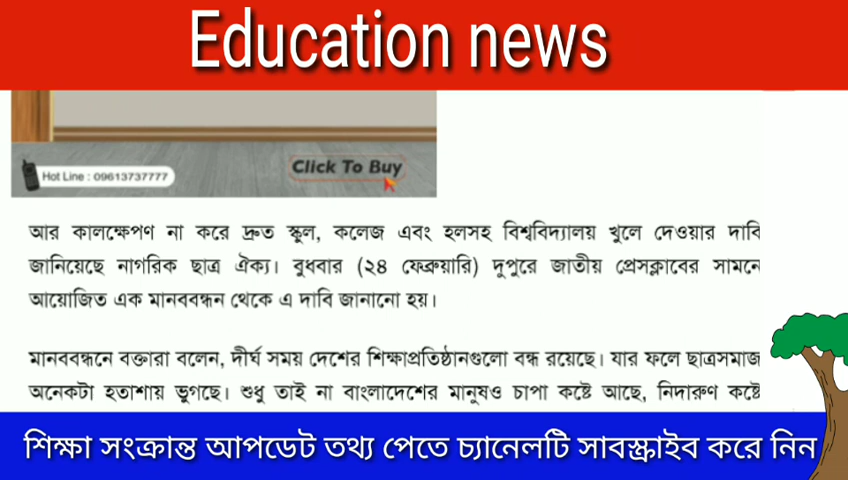 Education news
Hot Line : 09613737777
Click To Buy
আর কালক্ষেপণ না করে দ্রুত স্কুল, কলেজ এবং হলসহ বিশ্ববিদ্যালয় খুলে দেওয়ার দাবি
জানিয়েছে নাগরিক ছাত্র ঐক্য। বুধবার (২৪ ফেব্রুয়ারি) দুপুরে জাতীয় প্রেসক্লাবের সামনে
আয়োজিত এক মানববন্ধন থেকে এ দাবি জানানো হয়।
মানববন্ধনে বক্তারা বলেন, দীর্ঘ সময় দেশের শিক্ষাপ্রতিষ্ঠানগুলো বন্ধ রয়েছে। যার ফলে ছাত্রসমাজ
অনেকটা হতাশায় ভুগছে। শুধু তাই না বাংলাদেশের মানুষও চাপা কষ্টে আছে, নিদারুণ কষ্টে
শিক্ষা সংক্রান্ত আপডেট তথ্য পেতে চ্যানেলটি সাবস্ক্রাইব করে নিন